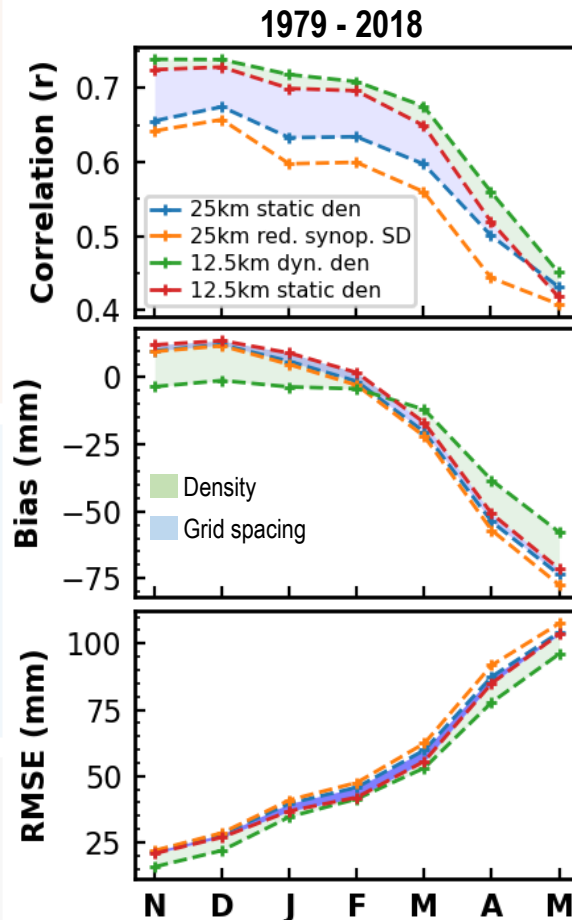 1979 - 2018
Correlation (r)
0.7
0.6
0.5
0.4
25km static den
25km red. synop. SD
12.5km dyn. den
12.5km static den
Bias (mm)
0
−25
−50
−75
Density
Grid spacing
RMSE (mm)
100
75
50
25
N D J F M A M